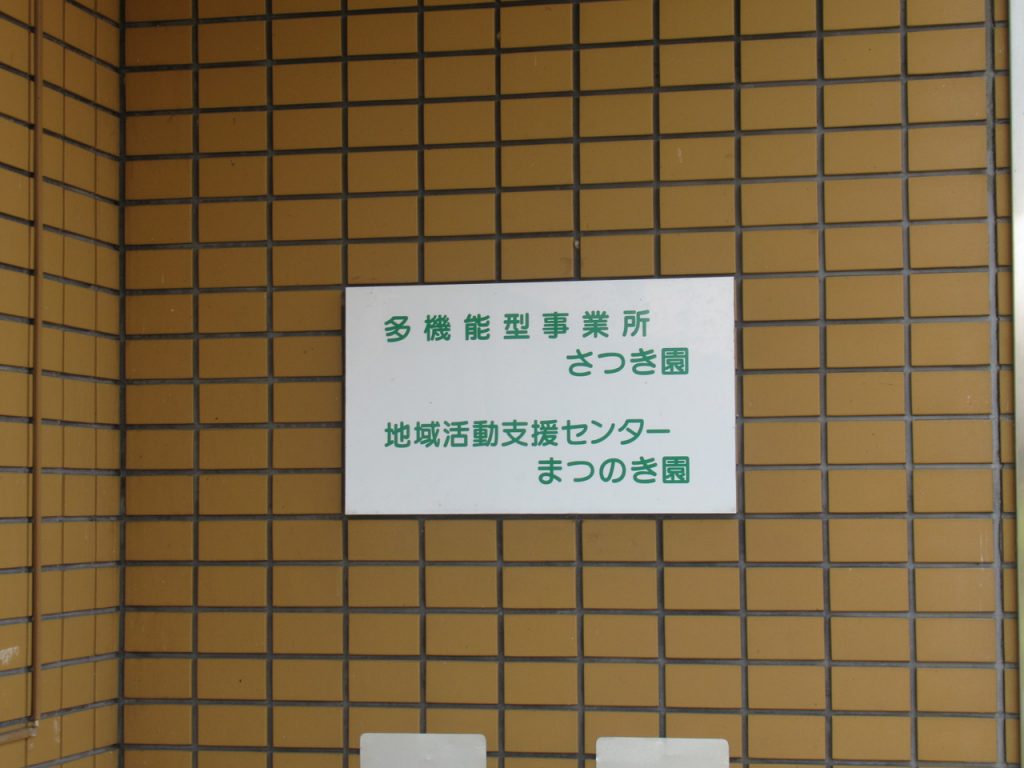 多機能型事業所
さつき園
地域活動支援センター
まつのき園